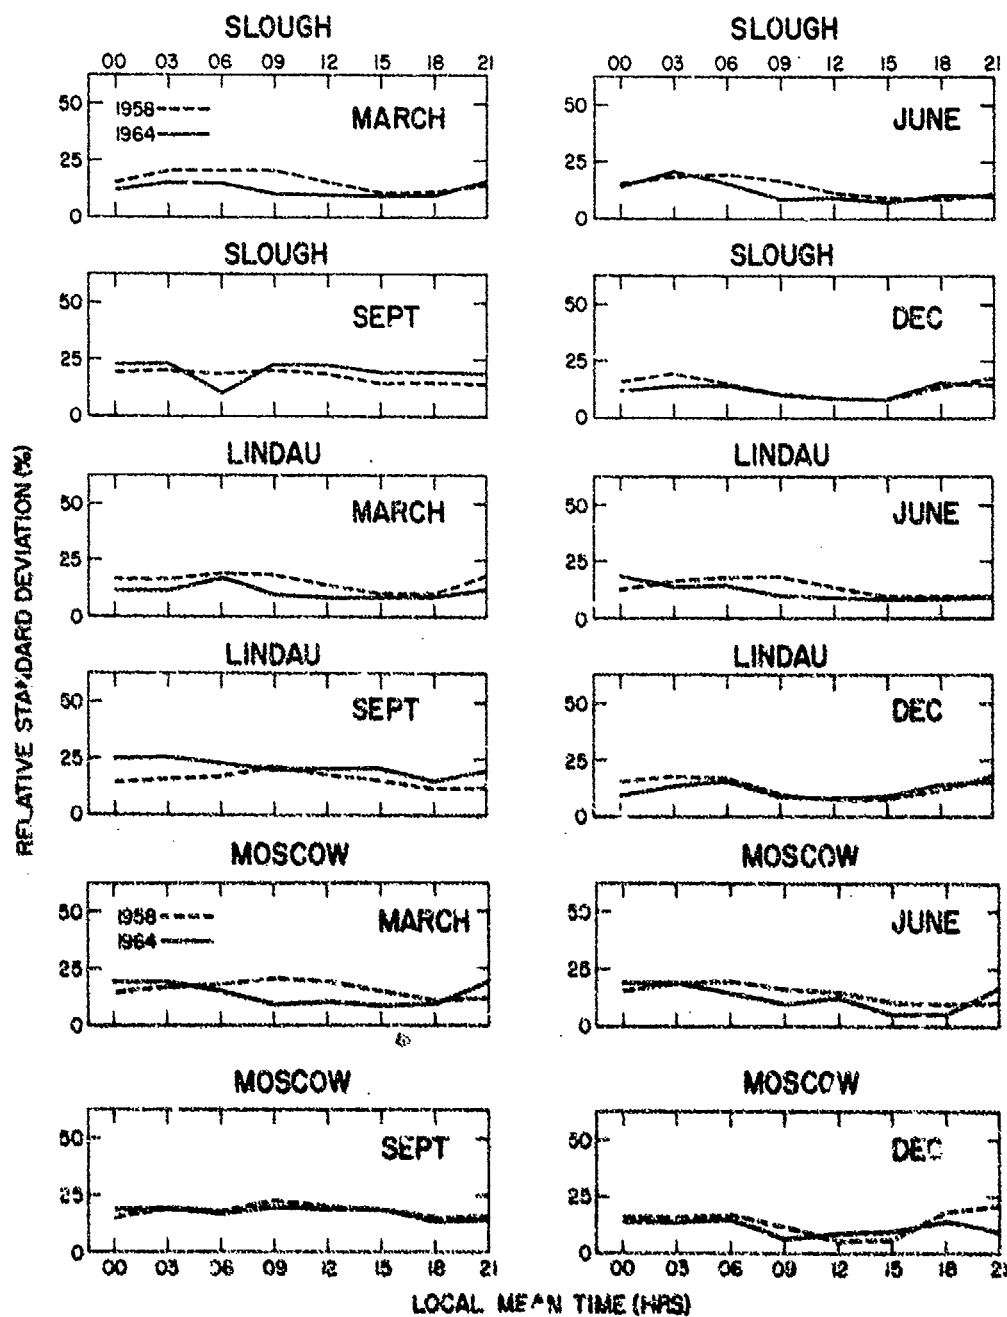 SLOUGH
SLOUGH
00 03 06 09 12 15 18 21
00 03 06 09 12 15 18 21
50
25
0
1958
1964
MARCH
50
25
0
JUNE
SLOUGH
SLOUGH
50
25
0
SEPT
50
25
0
DEC
RELATIVE STANDARD DEVIATION (%)
LINDAU
LINDAU
50
25
0
MARCH
50
25
0
JUNE
LINDAU
LINDAU
50
25
0
SEPT
50
25
0
DEC
MOSCOW
MOSCOW
50
25
0
1958
1964
MARCH
50
25
0
JUNE
MOSCOW
MOSCOW
50
25
0
SEPT
50
25
0
DEC
00 03 06 09 12 15 18 21
00 03 06 09 12 15 18 21
LOCAL MEAN TIME (HRS)